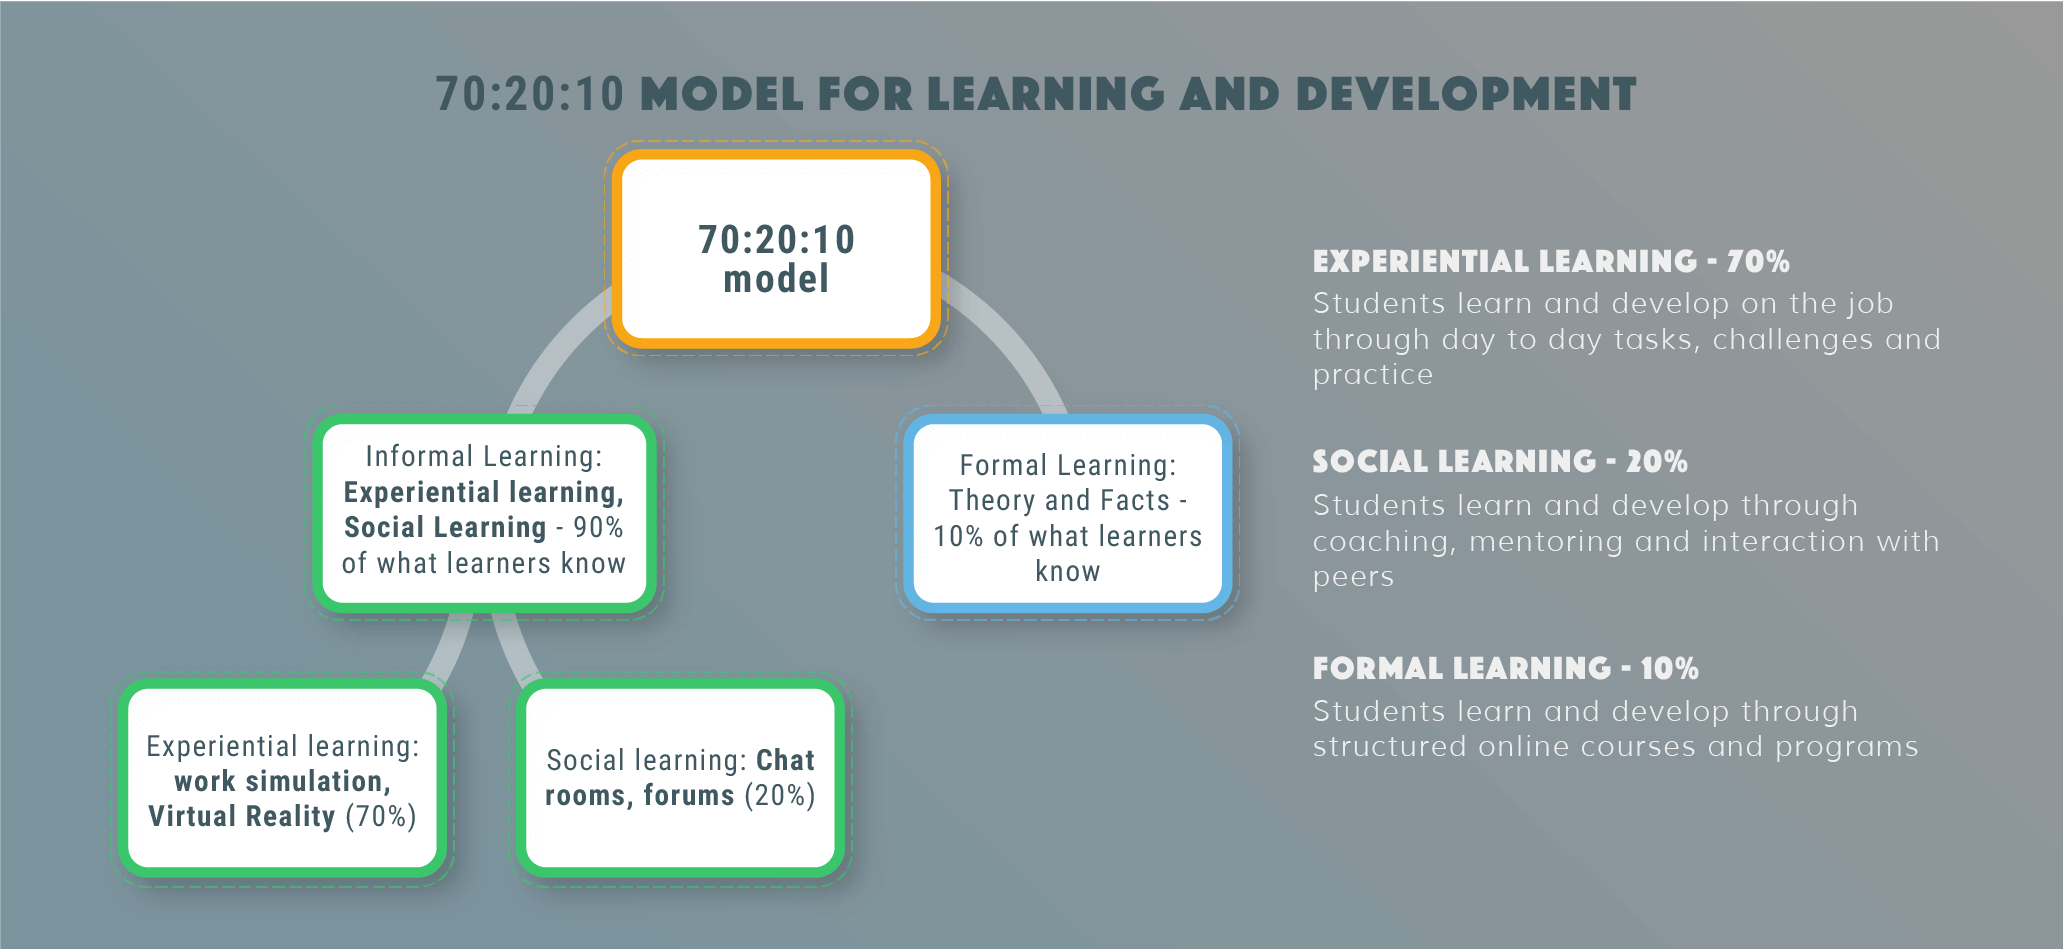 70:20:10 MODEL FOR LEARNING AND DEVELOPMENT
70:20:10
model
Informal Learning:
Experiential learning,
Social Learning - 90%
of what learners know
Formal Learning:
Theory and Facts -
10% of what learners
know
Experiential learning:
work simulation,
Virtual Reality (70%)
Social learning: Chat
rooms, forums (20%)
EXPERIENTIAL LEARNING - 70%
Students learn and develop on the job
through day to day tasks, challenges and
practice
SOCIAL LEARNING - 20%
Students learn and develop through
coaching, mentoring and interaction with
peers
FORMAL LEARNING - 10%
Students learn and develop through
structured online courses and programs